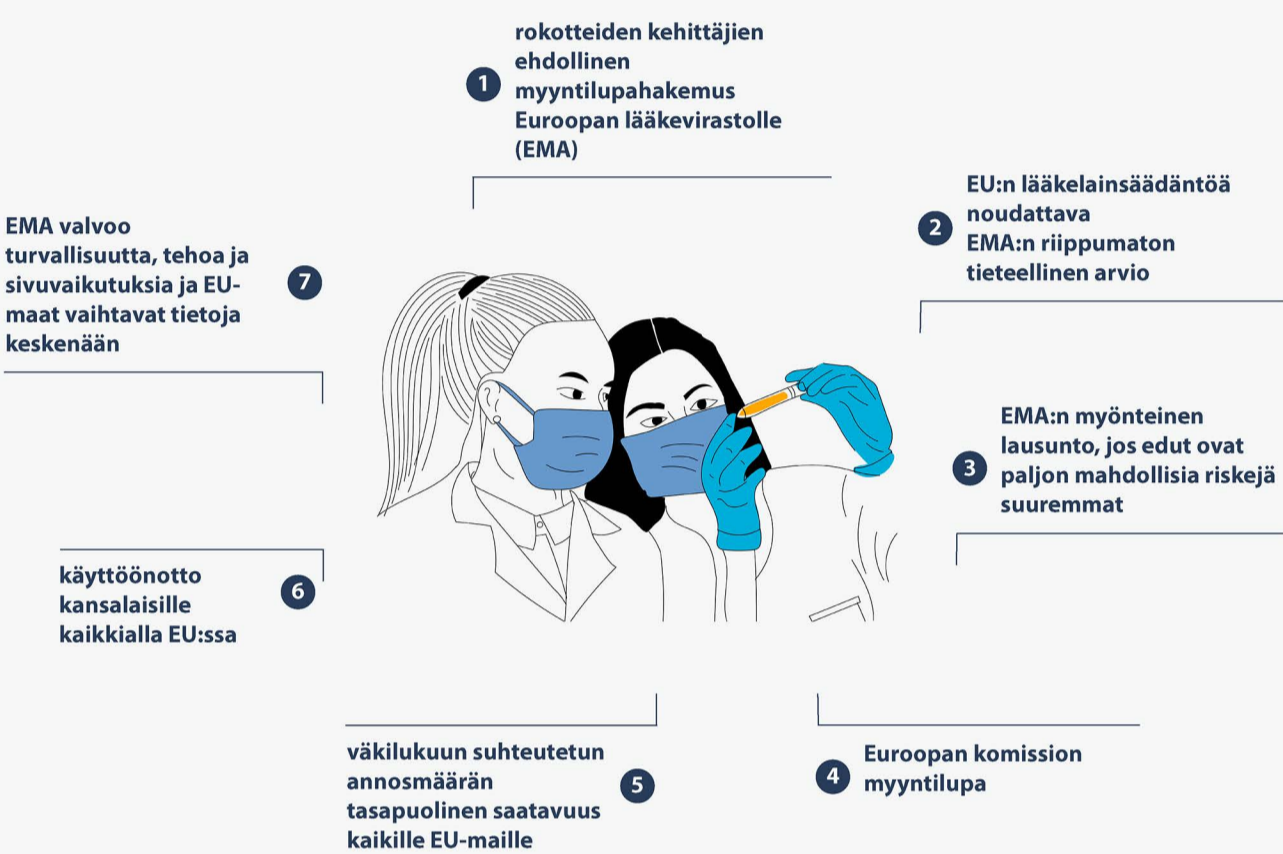 1
rokotteiden kehittäjien
ehdollinen
myyntilupahakemus
Euroopan lääkevirastolle
(EMA)
2
EU:n lääkelainsäädäntöä
noudattava
EMA:n riippumaton
tieteellinen arvio
3
EMA:n myönteinen
lausunto, jos edut ovat
paljon mahdollisia riskejä
suuremmat
4
Euroopan komission
myyntilupa
5
väkilukuun suhteutetun
annosmäärän
tasapuolinen saatavuus
kaikille EU-maille
6
käyttöönotto
kansalaisille
kaikkialla EU:ssa
7
EMA valvoo
turvallisuutta, tehoa ja
sivuvaikutuksia ja EU-
maat vaihtavat tietoja
keskenään